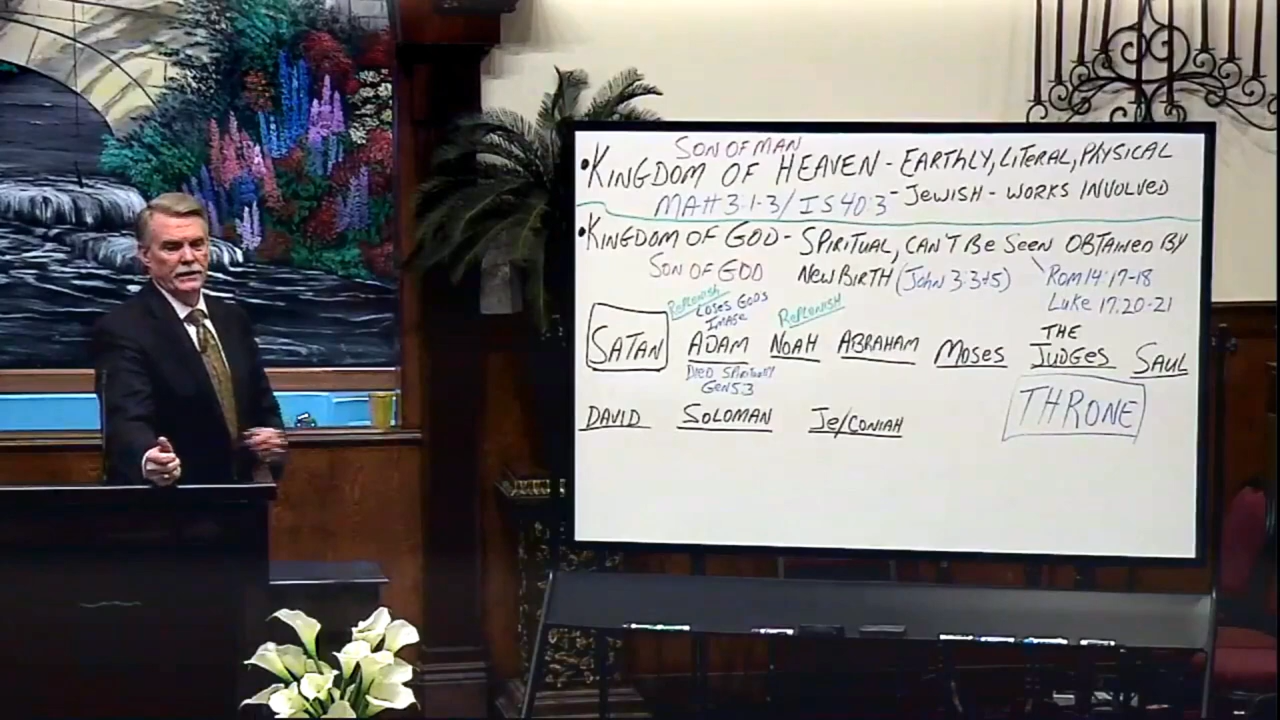 SON OF MAN
• KINGDOM OF HEAVEN - EARTHLY, LITERAL, PHYSICAL
MATT 3:1-3 / IS 40:3 - JEWISH - WORKS INVOLVED
• KINGDOM OF GOD - SPIRITUAL, CAN'T BE SEEN OBTAINED BY
SON OF GOD NEW BIRTH (John 3:3+5) Rom 14:17-18
Luke 17:20-21
REPLENISH LOSES GODS IMAGE REPLENISH
SATAN ADAM NOAH ABRAHAM MOSES THE JUDGES SAUL
DIED SPIRITUALLY
GEN 5:3
THRONE
DAVID SOLOMAN Je/CONIAH